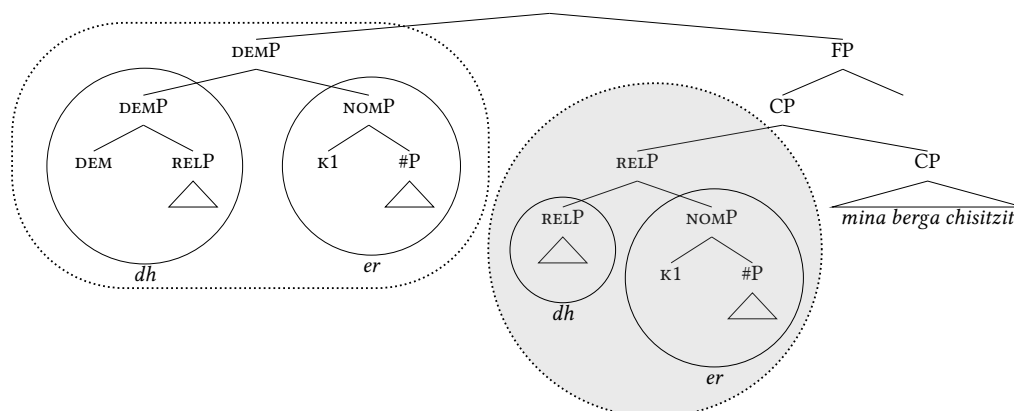 DEMP FP
DEMP NOMP CP
DEM RELP K1 #P RELP CP
RELP NOMP mina berga chisitzit
dh er K1 #P
dh
er